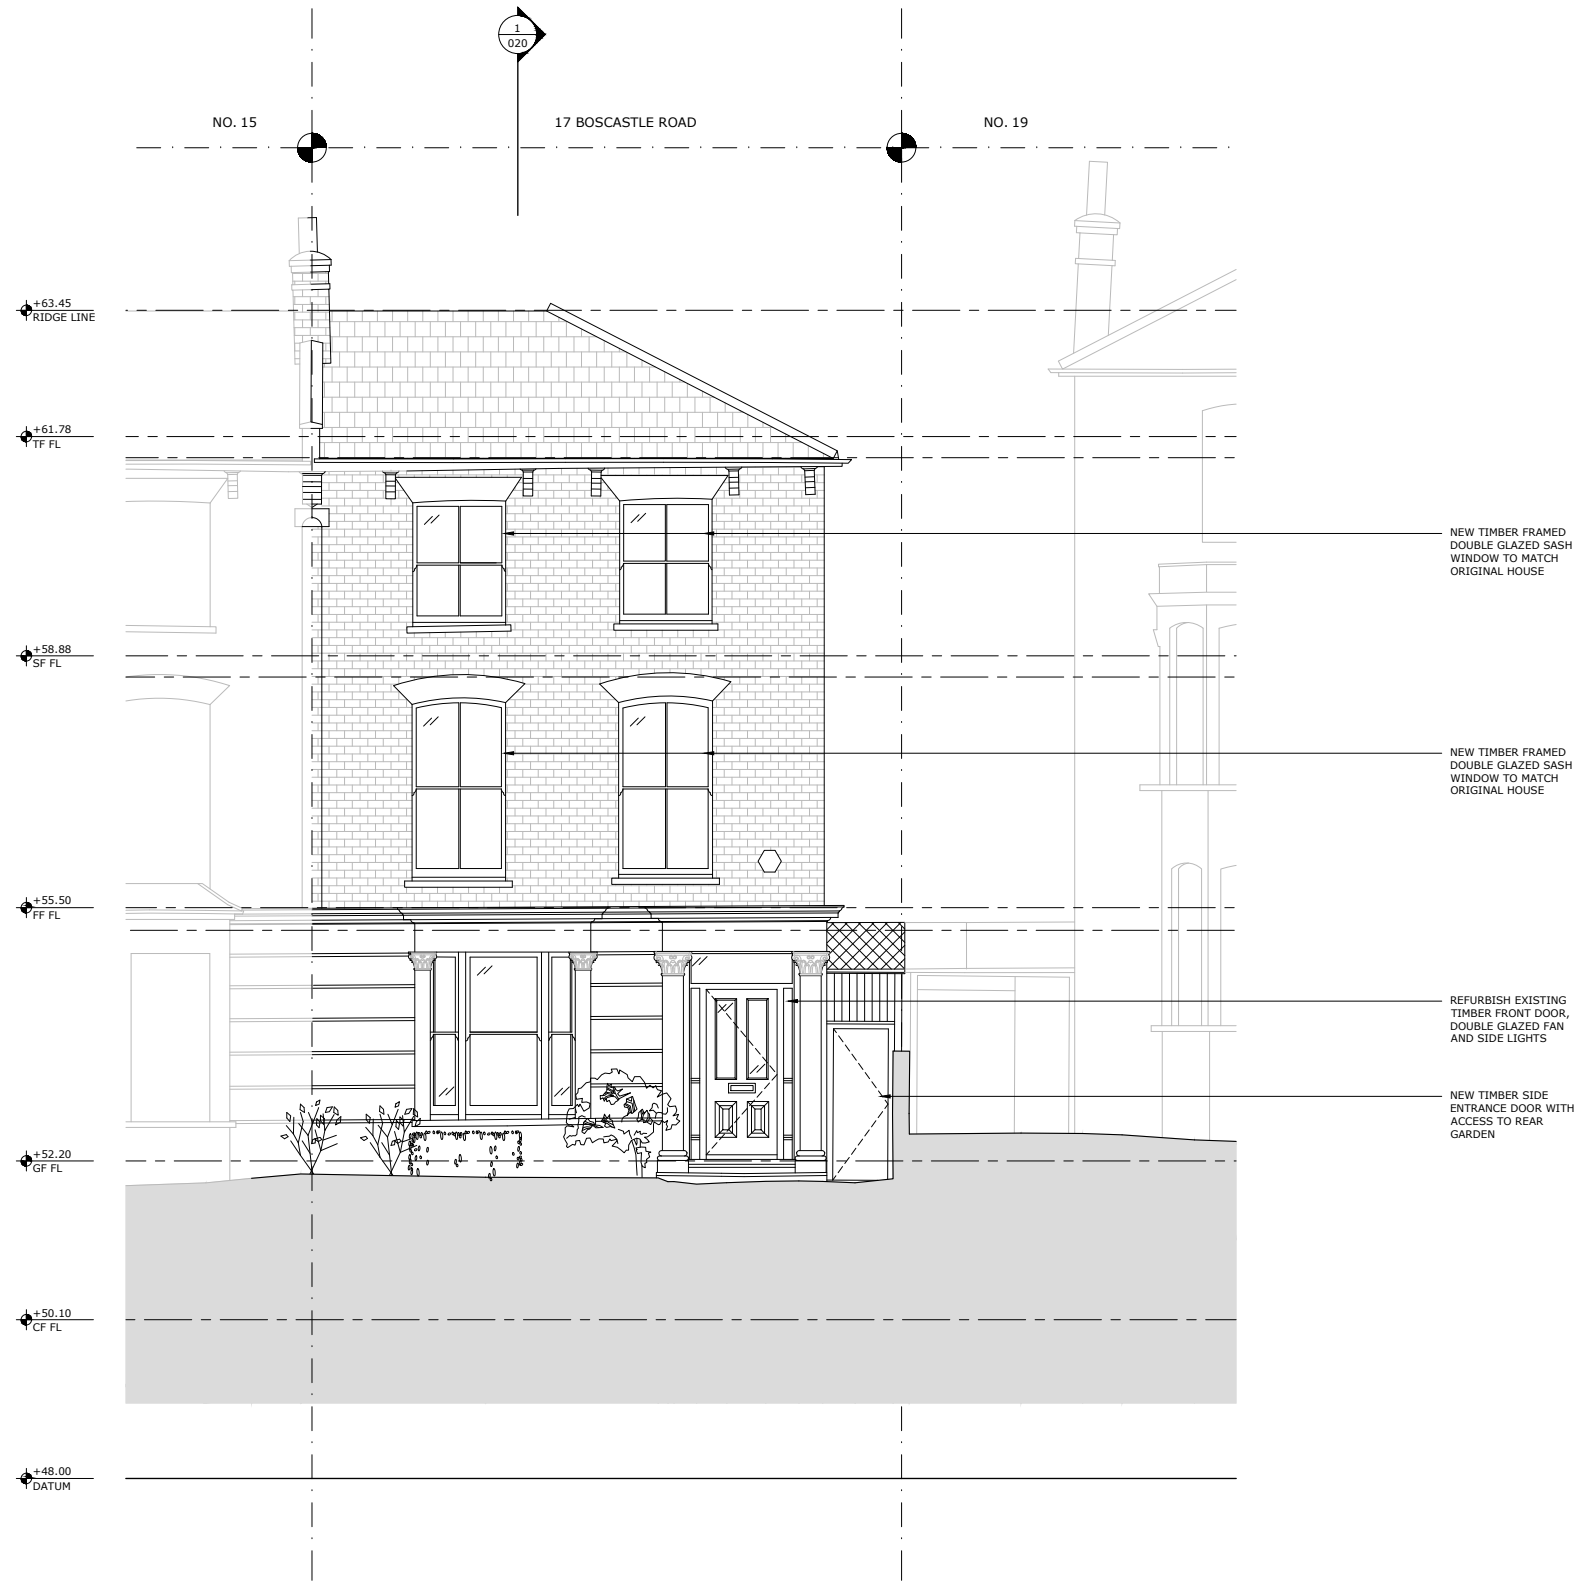 1
020
NO. 15
17 BOSCASTLE ROAD
NO. 19
+63.45
RIDGE LINE
+61.78
TF FL
NEW TIMBER FRAMED
DOUBLE GLAZED SASH
WINDOW TO MATCH
ORIGINAL HOUSE
+58.88
SF FL
NEW TIMBER FRAMED
DOUBLE GLAZED SASH
WINDOW TO MATCH
ORIGINAL HOUSE
+55.50
FF FL
REFURBISH EXISTING
TIMBER FRONT DOOR,
DOUBLE GLAZED FAN
AND SIDE LIGHTS
NEW TIMBER SIDE
ENTRANCE DOOR WITH
ACCESS TO REAR
GARDEN
+52.20
GF FL
+50.10
CF FL
+48.00
DATUM